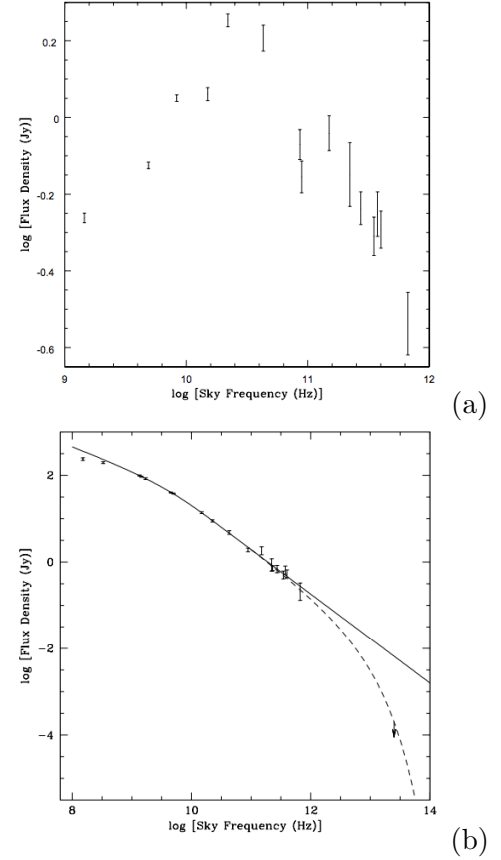 0.2
0
-0.2
-0.4
-0.6
log [Flux Density (Jy)]
9
10
11
12
log [Sky Frequency (Hz)]
(a)
2
0
-2
-4
log [Flux Density (Jy)]
8
10
12
14
log [Sky Frequency (Hz)]
(b)